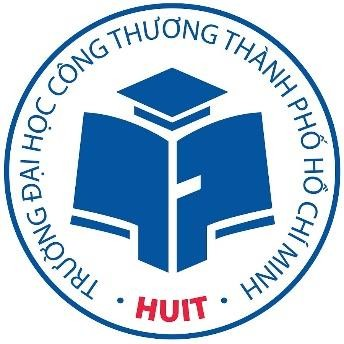 TRƯỜNG ĐẠI HỌC CÔNG THƯƠNG THÀNH PHỐ HỒ CHÍ MINH
• HUIT •